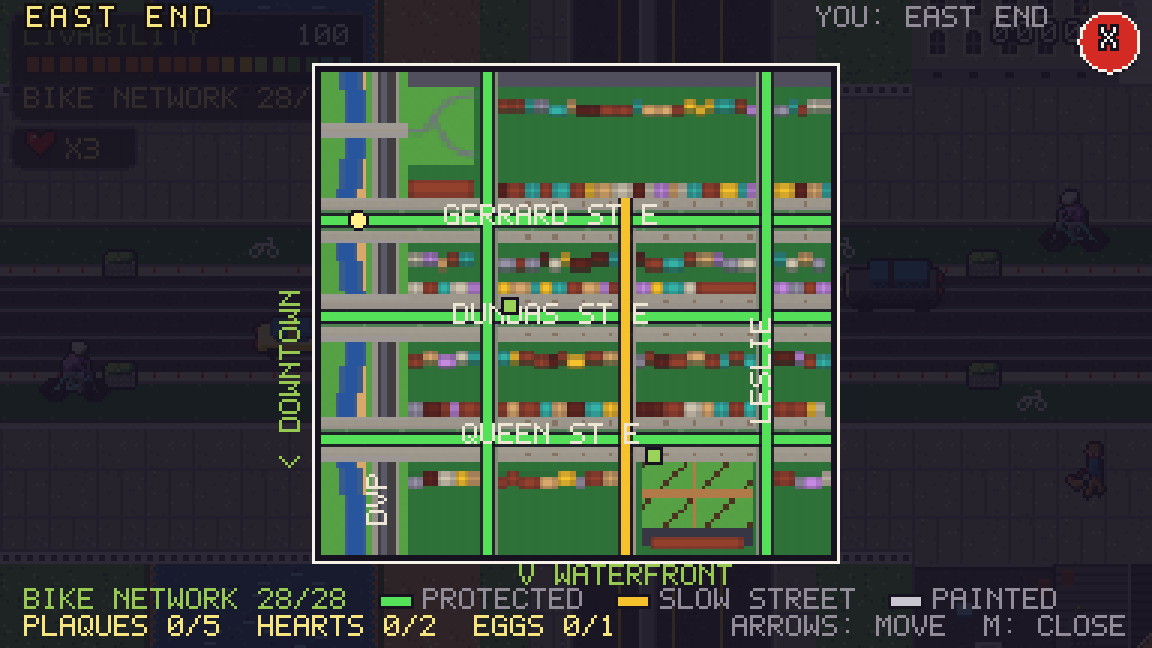 EAST END
YOU: EAST END
X
LIVABILITY 100
0000
BIKE NETWORK 28/
X3
GERRARD ST E
DUNDAS ST E
LESLIE
< DOWNTOWN
QUEEN ST E
DVP
V WATERFRONT
BIKE NETWORK 28/28 PROTECTED SLOW STREET PAINTED
PLAQUES 0/5 HEARTS 0/2 EGGS 0/1 ARROWS: MOVE M: CLOSE